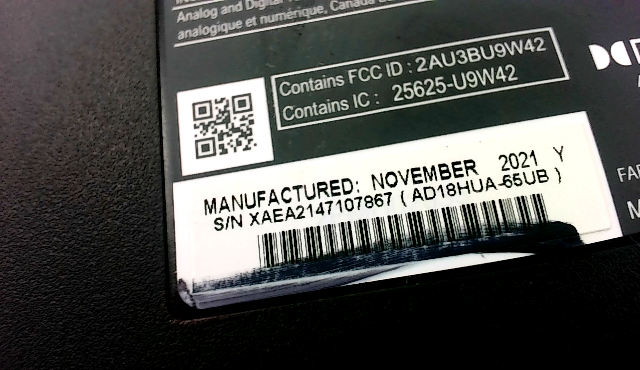 Analog and Digital
analogique et numérique, Canada
Contains FCC ID : 2AU3BU9W42
Contains IC : 25625-U9W42
MANUFACTURED: NOVEMBER 2021 Y
S/N XAEA2147107867 ( AD18HUA-65UB )